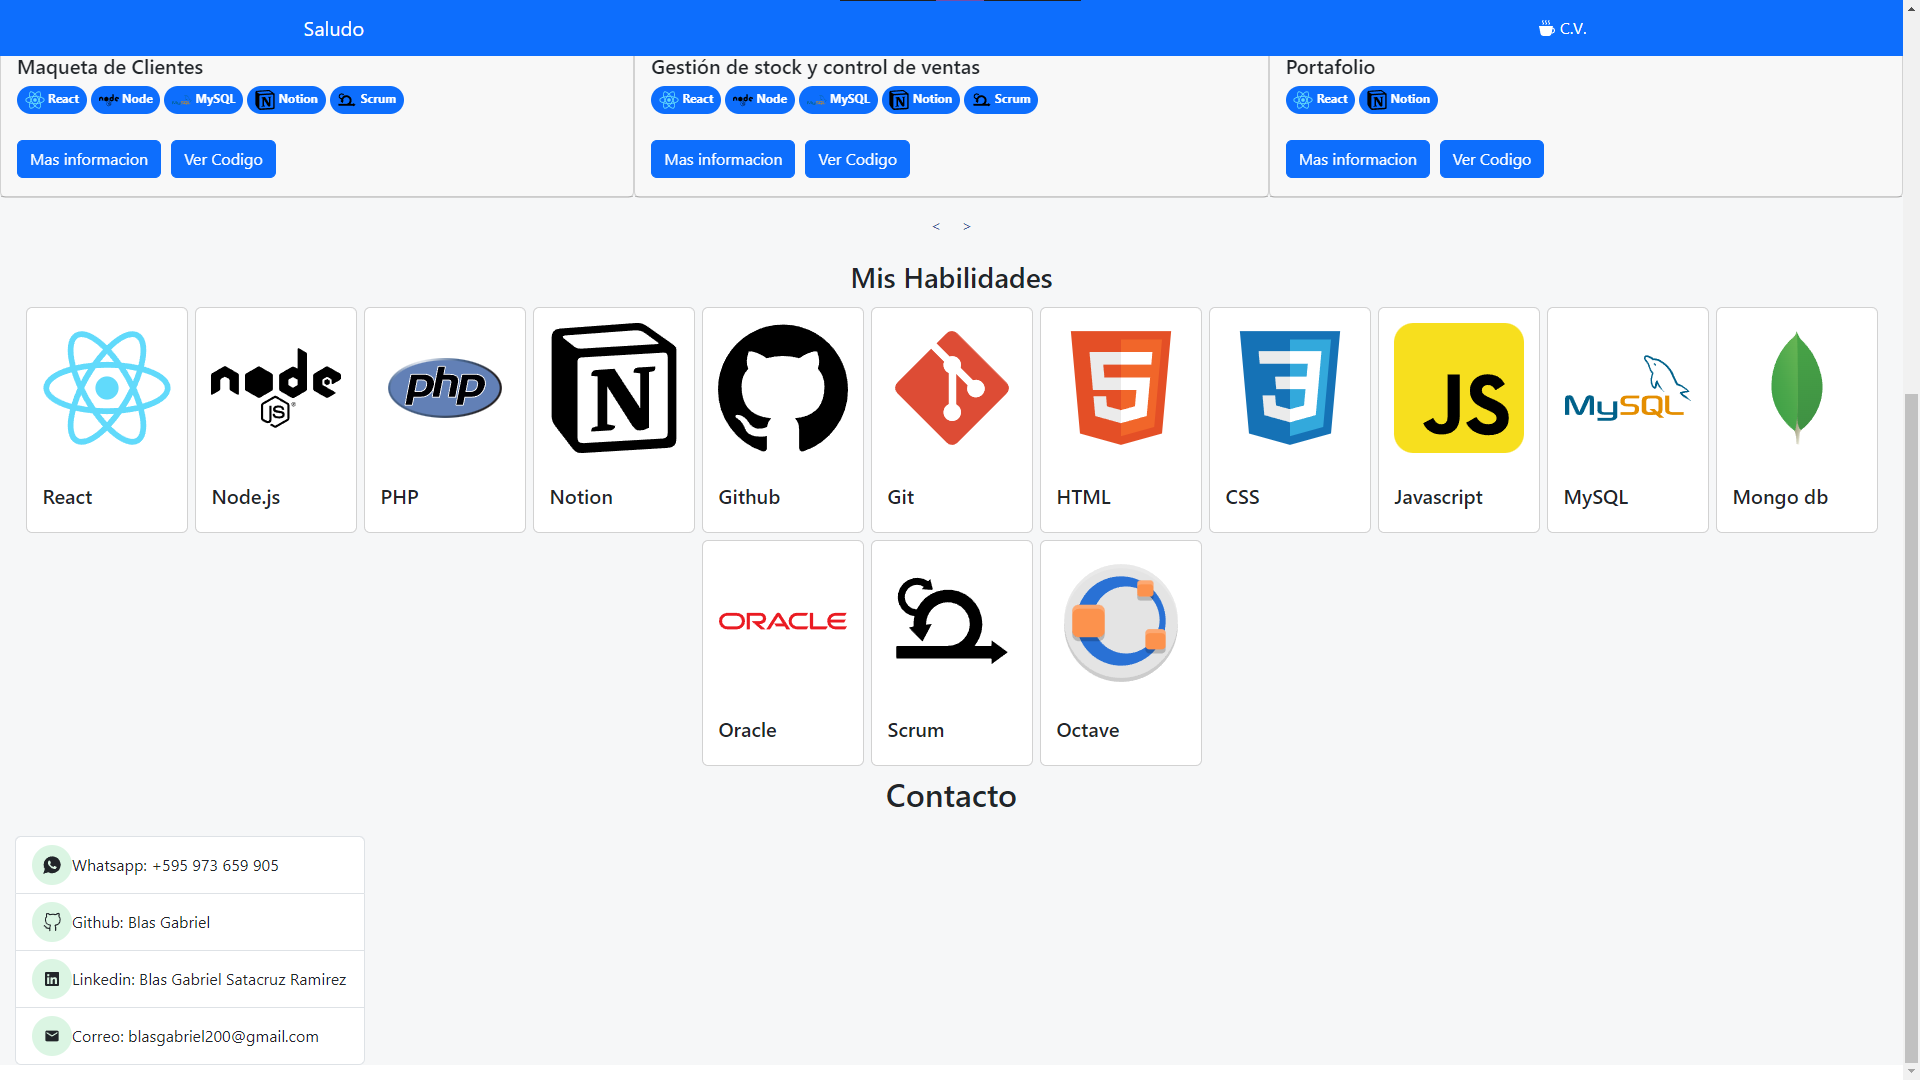 Saludo
C.V.
Maqueta de Clientes
React Node MySQL Notion Scrum
Mas informacion Ver Codigo
Gestión de stock y control de ventas
React Node MySQL Notion Scrum
Mas informacion Ver Codigo
Portafolio
React Notion
Mas informacion Ver Codigo
< >
Mis Habilidades
node
JS
php
N
5
3
JS
MySQL
React
Node.js
PHP
Notion
Github
Git
HTML
CSS
Javascript
MySQL
Mongo db
ORACLE
Oracle
Scrum
Octave
Contacto
Whatsapp: +595 973 659 905
Github: Blas Gabriel
Linkedin: Blas Gabriel Satacruz Ramirez
Correo: blasgabriel200@gmail.com